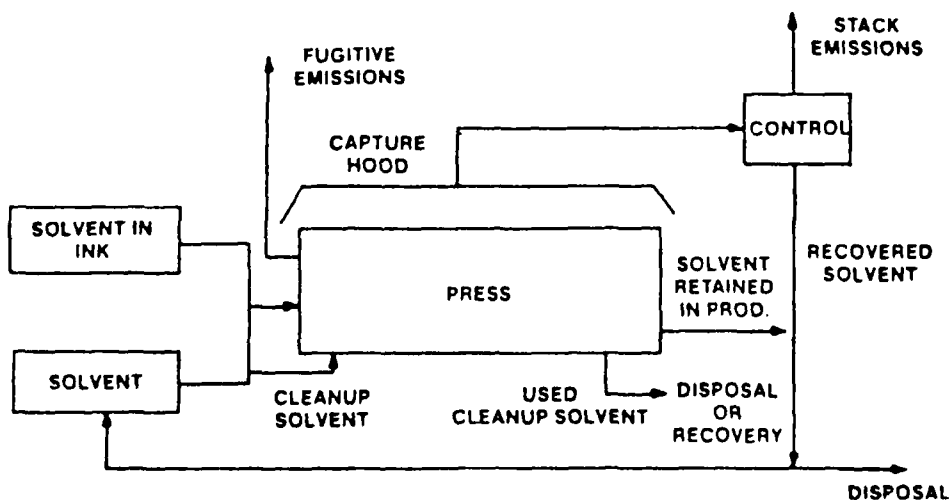 STACK
EMISSIONS
FUGITIVE
EMISSIONS
CONTROL
CAPTURE
HOOD
SOLVENT IN
INK
PRESS
SOLVENT
RETAINED
IN PROD.
RECOVERED
SOLVENT
SOLVENT
CLEANUP
SOLVENT
USED
CLEANUP SOLVENT
DISPOSAL
OR
RECOVERY
DISPOSAL